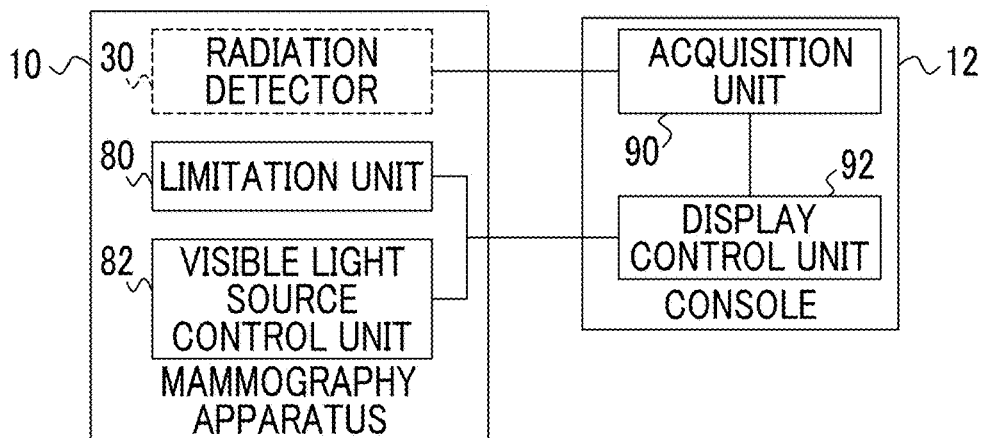 10
30
RADIATION
DETECTOR
80
LIMITATION UNIT
82
VISIBLE LIGHT
SOURCE
CONTROL UNIT
MAMMOGRAPHY
APPARATUS
ACQUISITION
UNIT
12
90
92
DISPLAY
CONTROL UNIT
CONSOLE